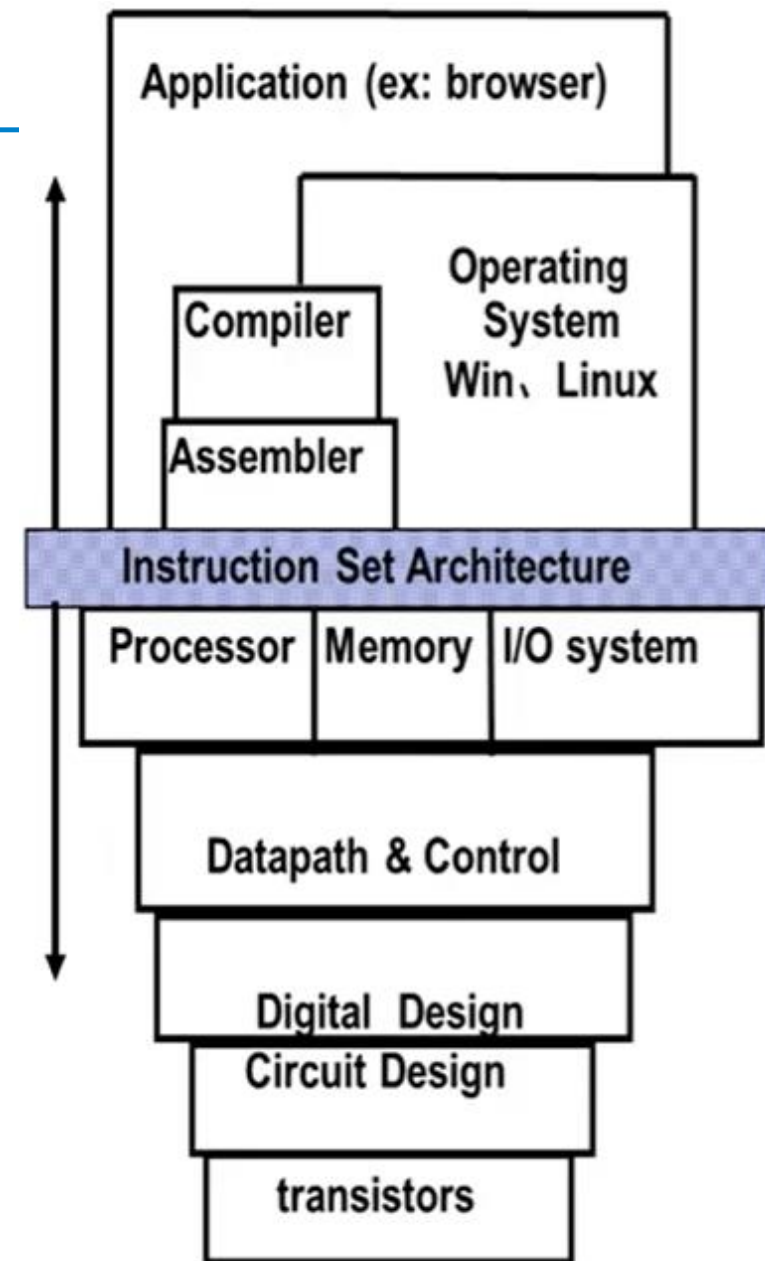 Application (ex: browser)
Operating
System
Win、Linux
Compiler
Assembler
Instruction Set Architecture
Processor
Memory
I/O system
Datapath & Control
Digital Design
Circuit Design
transistors